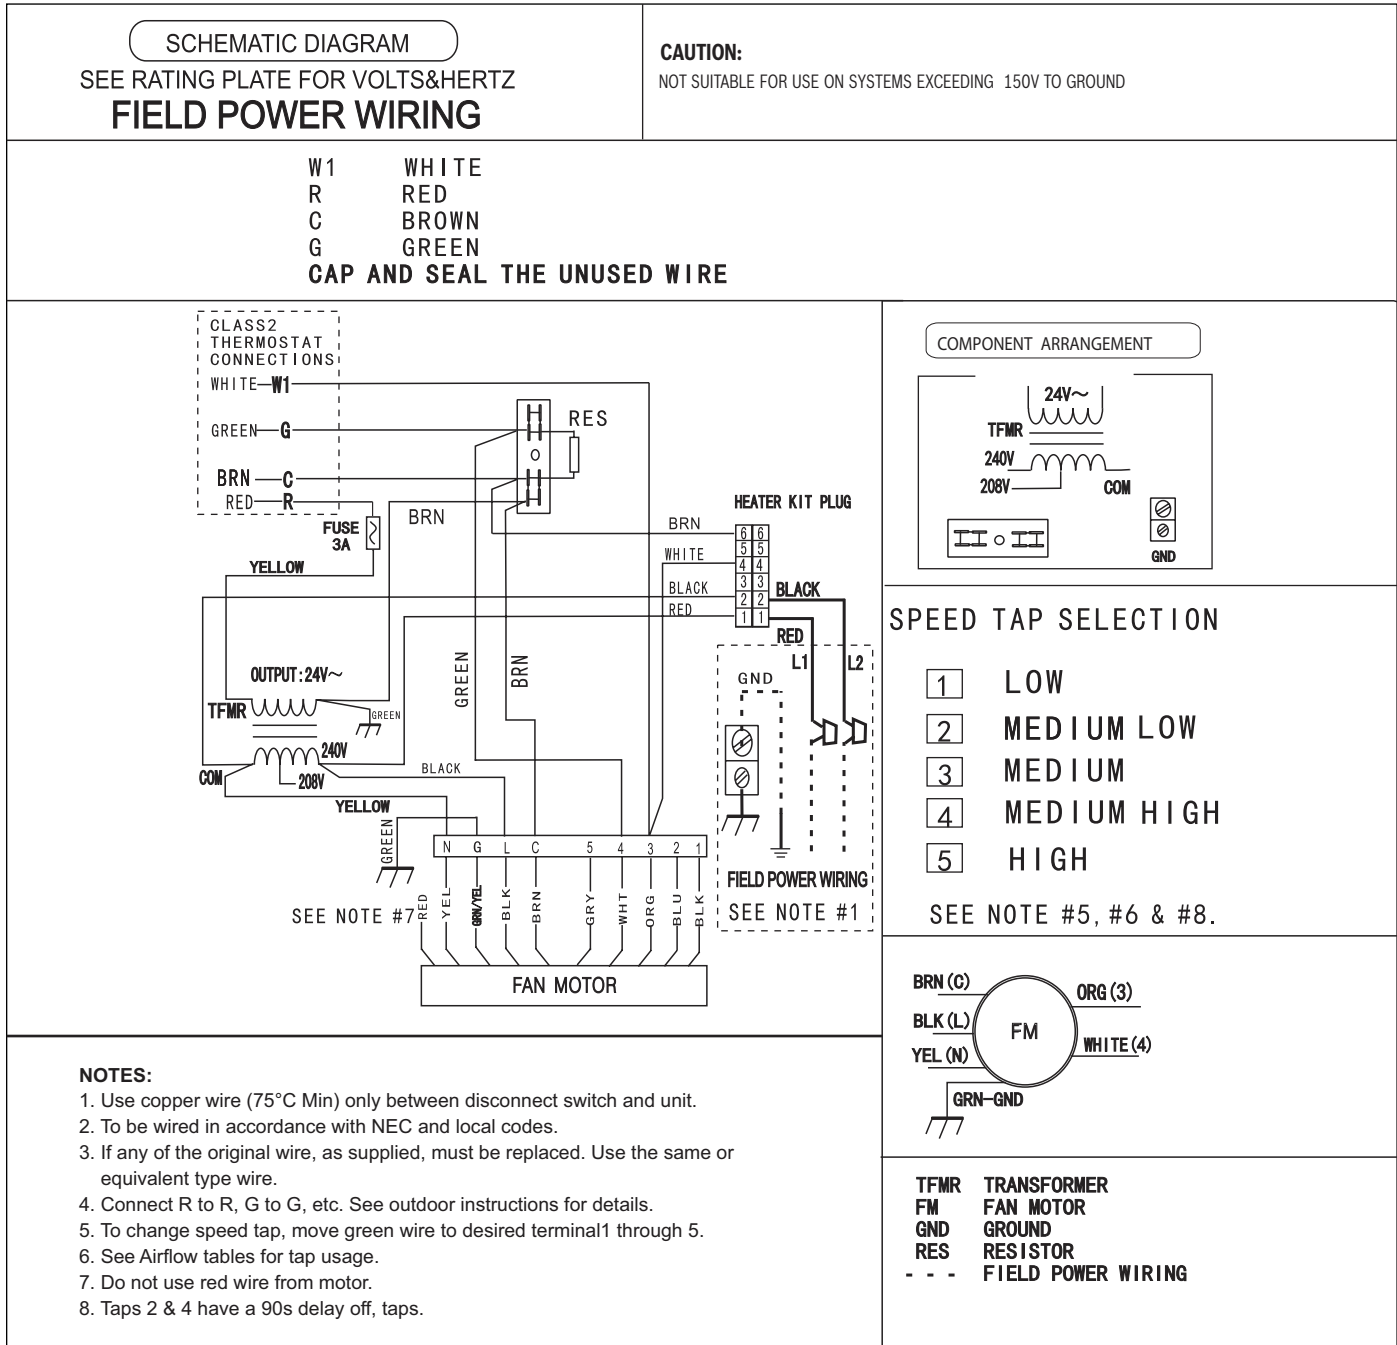 SCHEMATIC DIAGRAM
SEE RATING PLATE FOR VOLTS&HERTZ
FIELD POWER WIRING
CAUTION:
NOT SUITABLE FOR USE ON SYSTEMS EXCEEDING 150V TO GROUND
W1 WHITE
R RED
C BROWN
G GREEN
CAP AND SEAL THE UNUSED WIRE
CLASS2
THERMOSTAT
CONNECTIONS
WHITE W1
GREEN G
BRN C
RED R
RES
BRN
FUSE
3A
YELLOW
HEATER KIT PLUG
BRN
WHITE
BLACK
RED
6 6
5 5
4 4
3 3
2 2
1 1
BLACK
RED
L1
L2
GND
OUTPUT:24V~
TFMR
GREEN
GREEN
BRN
240V
COM
208V
BLACK
YELLOW
GREEN
N G L C 5 4 3 2 1
SEE NOTE #7
RED
YEL
GRN/YEL
BLK
BRN
GRY
WHT
ORG
BLU
BLK
FAN MOTOR
FIELD POWER WIRING
SEE NOTE #1
COMPONENT ARRANGEMENT
24V~
TFMR
240V
208V
COM
GND
SPEED TAP SELECTION
1 LOW
2 MEDIUM LOW
3 MEDIUM
4 MEDIUM HIGH
5 HIGH
SEE NOTE #5, #6 & #8.
BRN (C)
BLK (L)
YEL (N)
FM
ORG (3)
WHITE (4)
GRN-GND
NOTES:
1. Use copper wire (75°C Min) only between disconnect switch and unit.
2. To be wired in accordance with NEC and local codes.
3. If any of the original wire, as supplied, must be replaced. Use the same or
equivalent type wire.
4. Connect R to R, G to G, etc. See outdoor instructions for details.
5. To change speed tap, move green wire to desired terminal1 through 5.
6. See Airflow tables for tap usage.
7. Do not use red wire from motor.
8. Taps 2 & 4 have a 90s delay off, taps.
TFMR TRANSFORMER
FM FAN MOTOR
GND GROUND
RES RESISTOR
- - - FIELD POWER WIRING